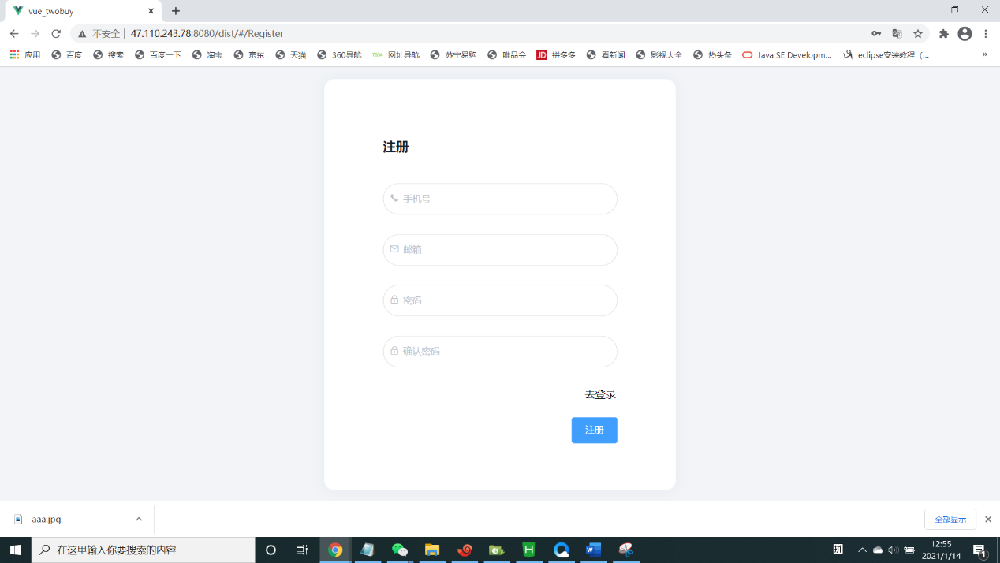 vue_twobuy
不安全 | 47.110.243.78:8080/dist/#/Register
应用 百度 搜索 百度一下 淘宝 京东 天猫 360导航 7654 网址导航 苏宁易购 唯品会 JD 拼多多 看新闻 影视大全 热头条 Java SE Developm... eclipse安装教程（... »
注册
手机号
邮箱
密码
确认密码
去登录
注册
aaa.jpg
全部显示
在这里输入你要搜索的内容
拼
12:55
2021/1/14
1